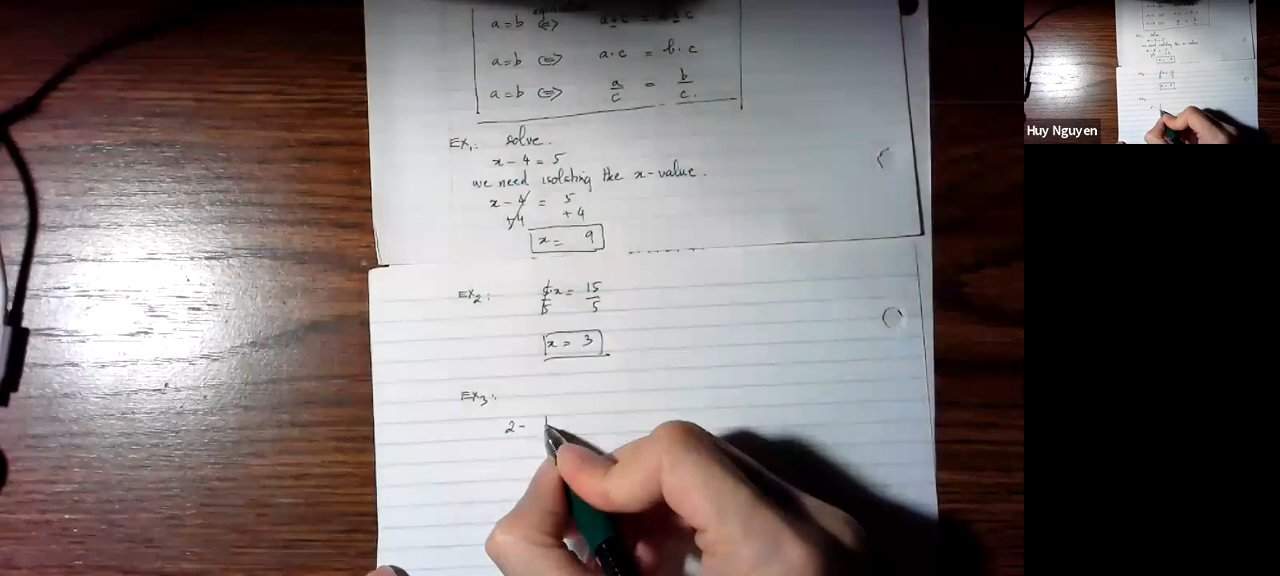 a=b <=> a±c = b±c
a=b <=> a·c = b·c
a=b <=> a/c = b/c.
EX1: solve.
x - 4 = 5
we need isolating the x-value.
x - 4 = 5
+4 +4
x = 9
EX2: 5·x/5 = 15/5
x = 3
EX3:
2 -
Huy Nguyen